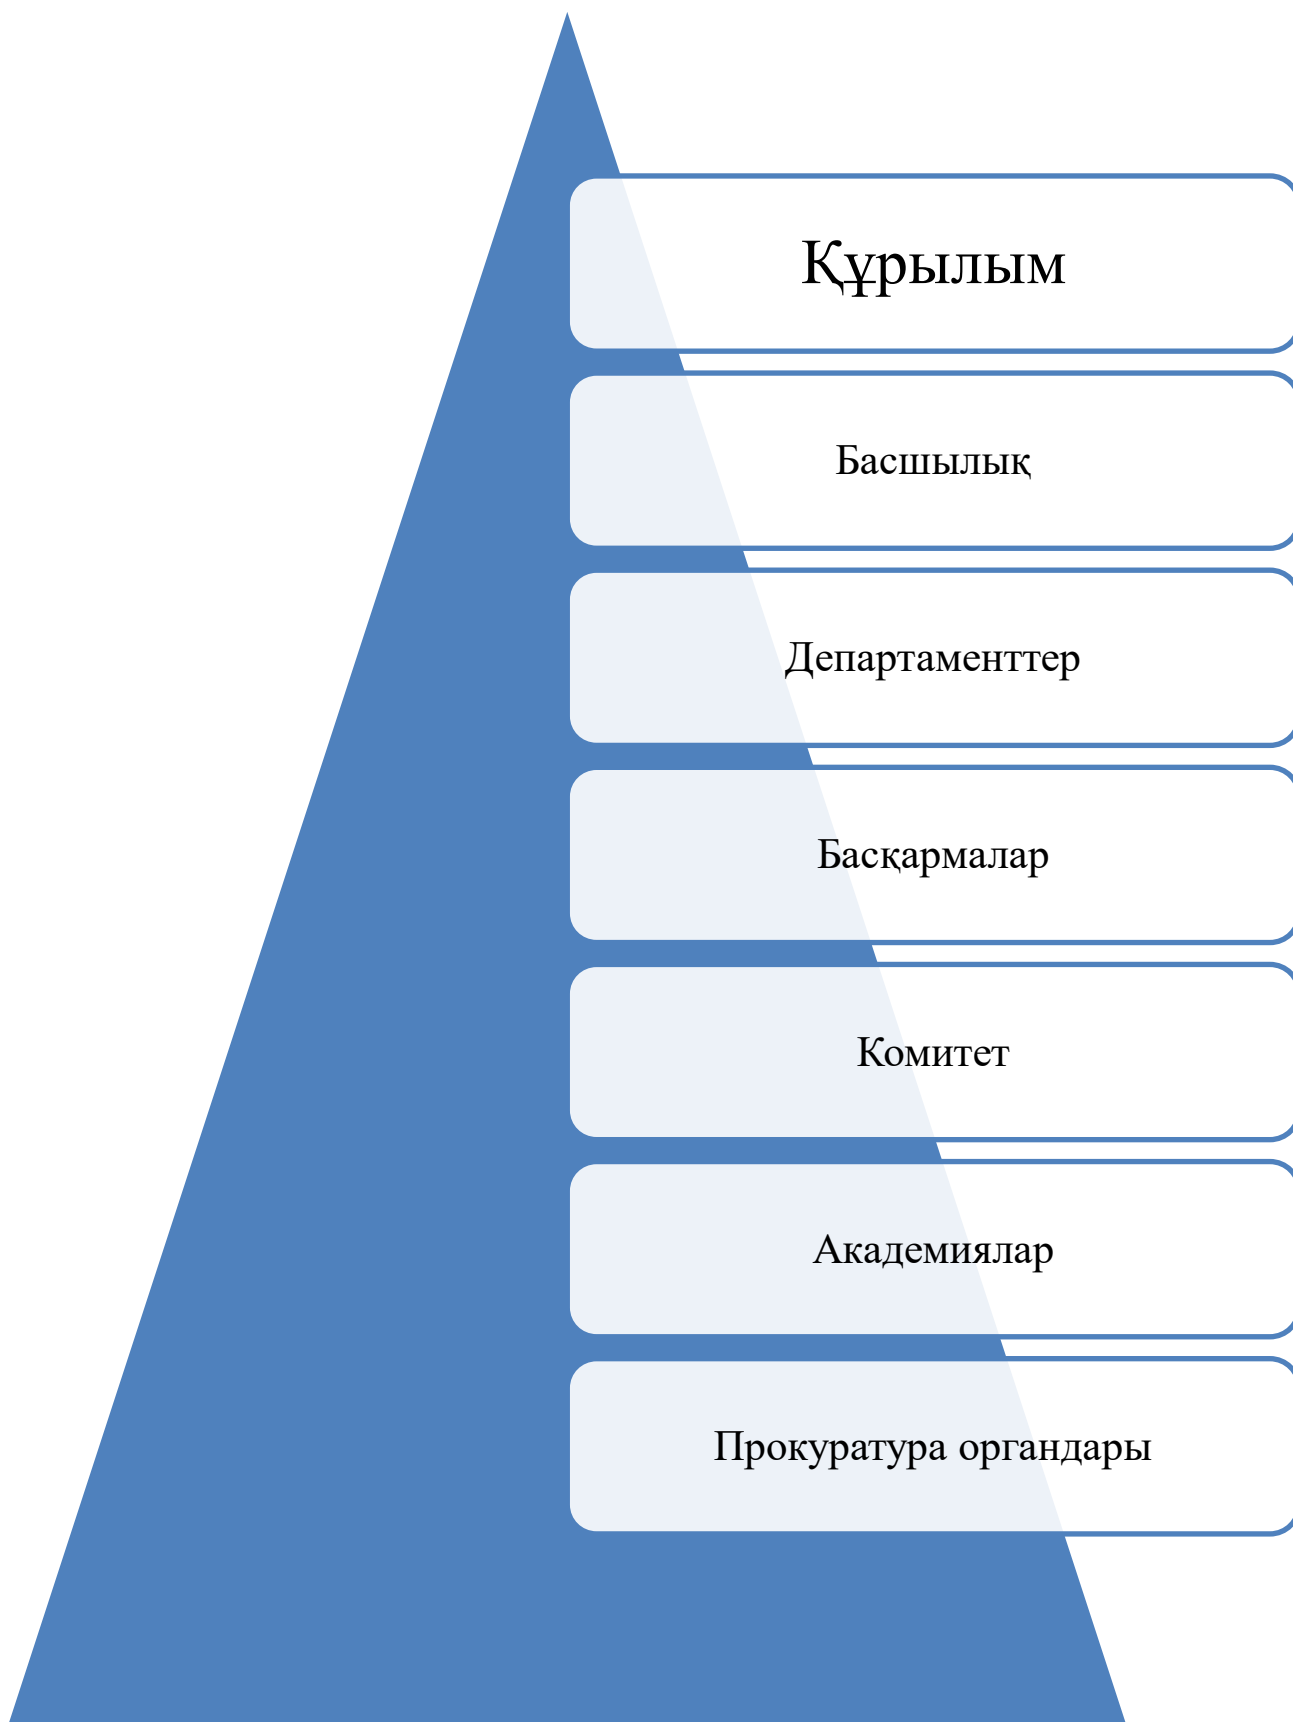 Құрылым
Басшылық
Департаменттер
Басқармалар
Комитет
Академиялар
Прокуратура органдары